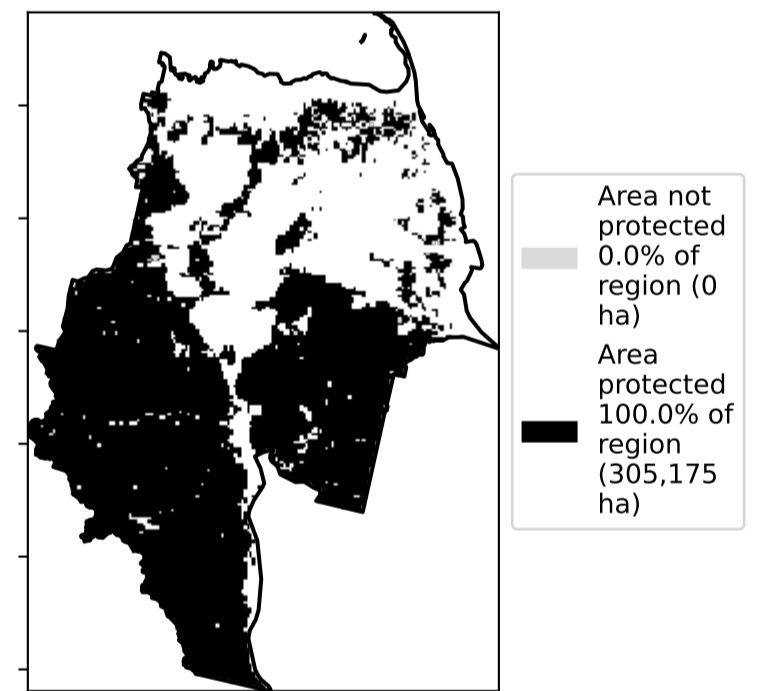 Area not
protected
0.0% of
region (0
ha)
Area
protected
100.0% of
region
(305,175
ha)